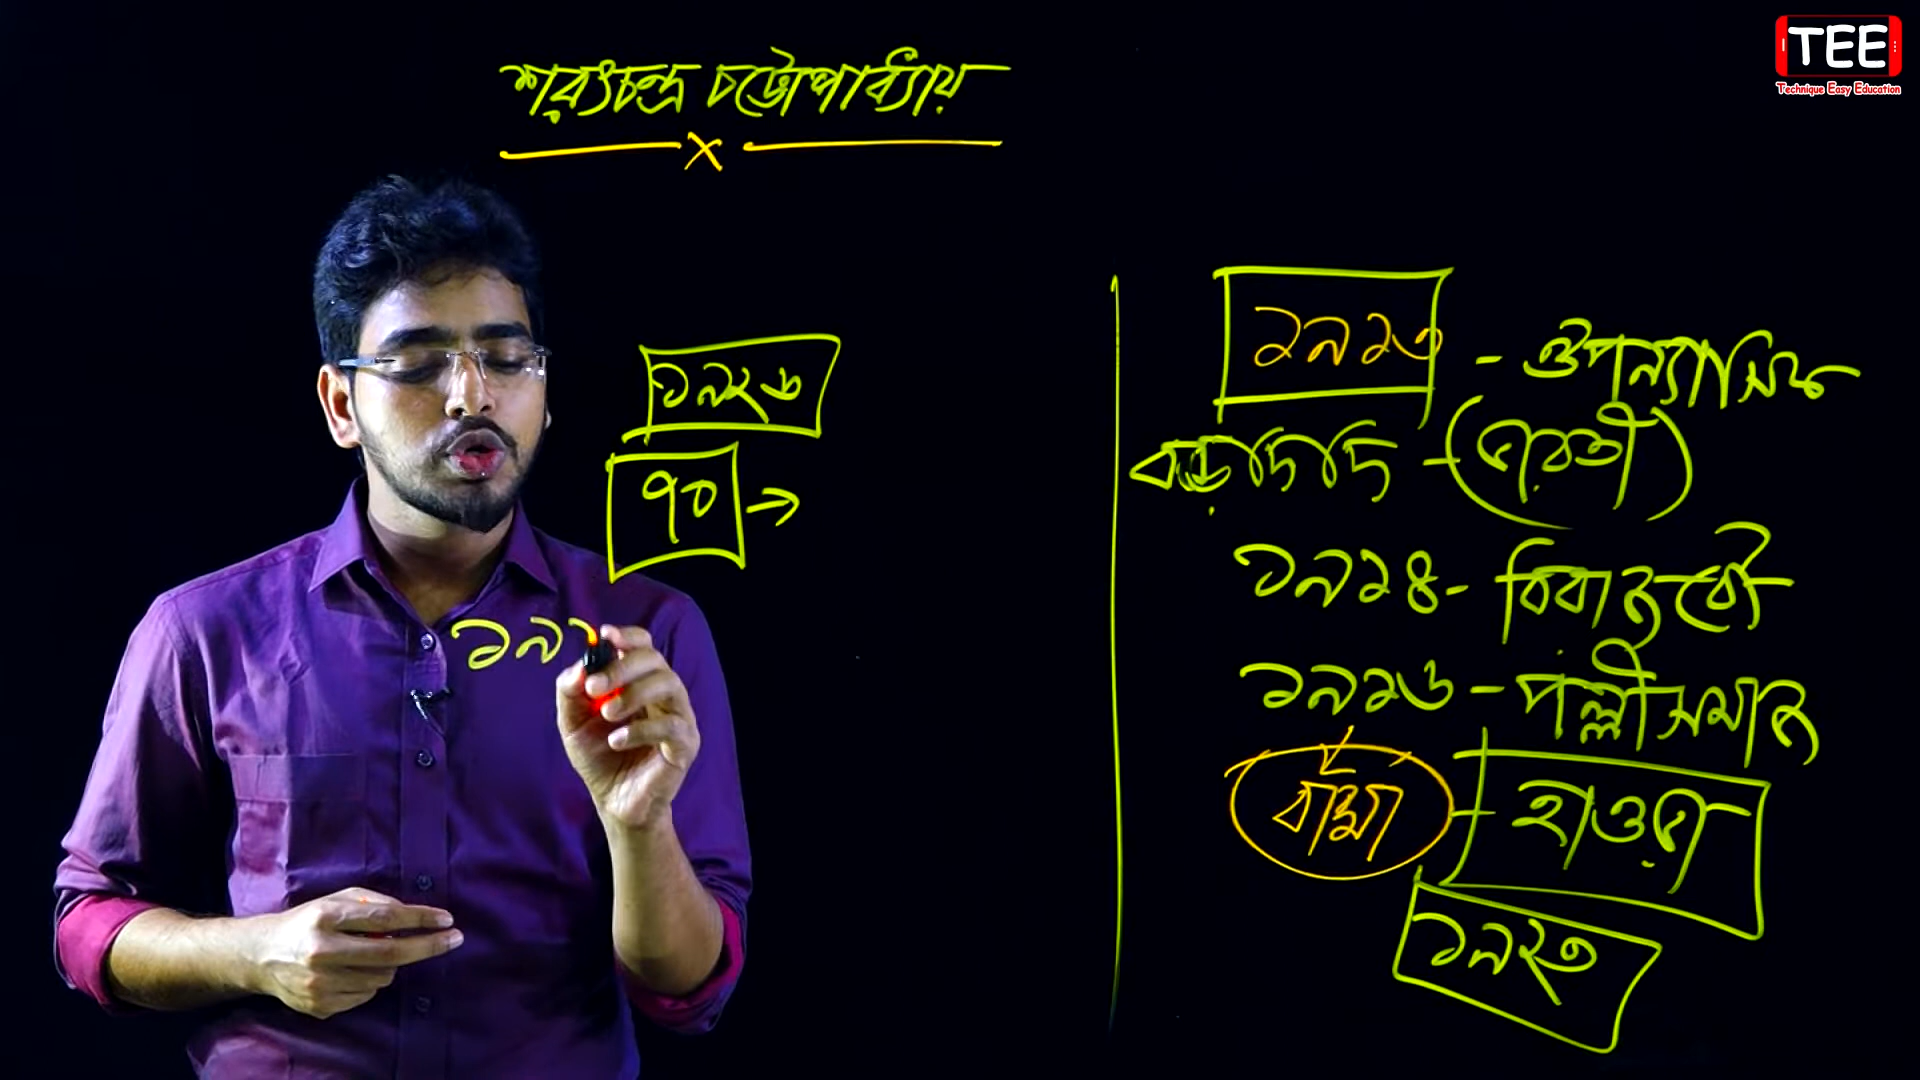 শরৎচন্দ্র চট্টোপাধ্যায়
TEE
Technique Easy Education
১৯২৬
৭০ →
১৯
১৯১৩ - ঔপন্যাসিক
বড়দিদি - (ভারতী)
১৯১৪ - বিরাজবৌ
১৯১৬ - পল্লীসমাজ
বার্মা - হাওড়া
১৯২৩